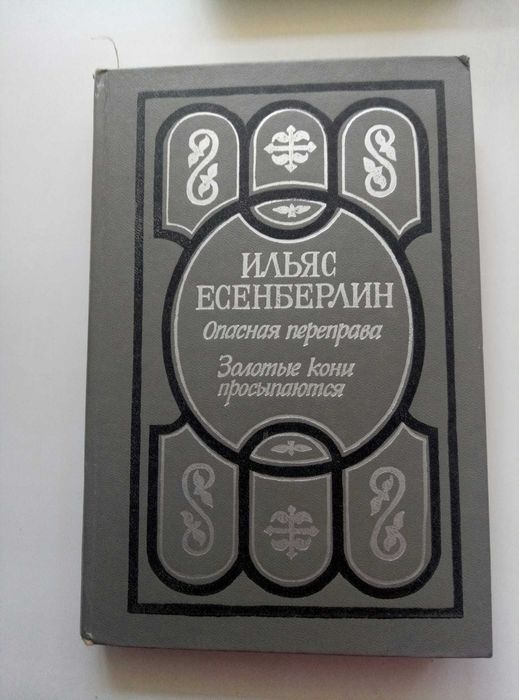 ИЛЬЯС
ЕСЕНБЕРЛИН
Опасная переправа
Золотые кони
просыпаются